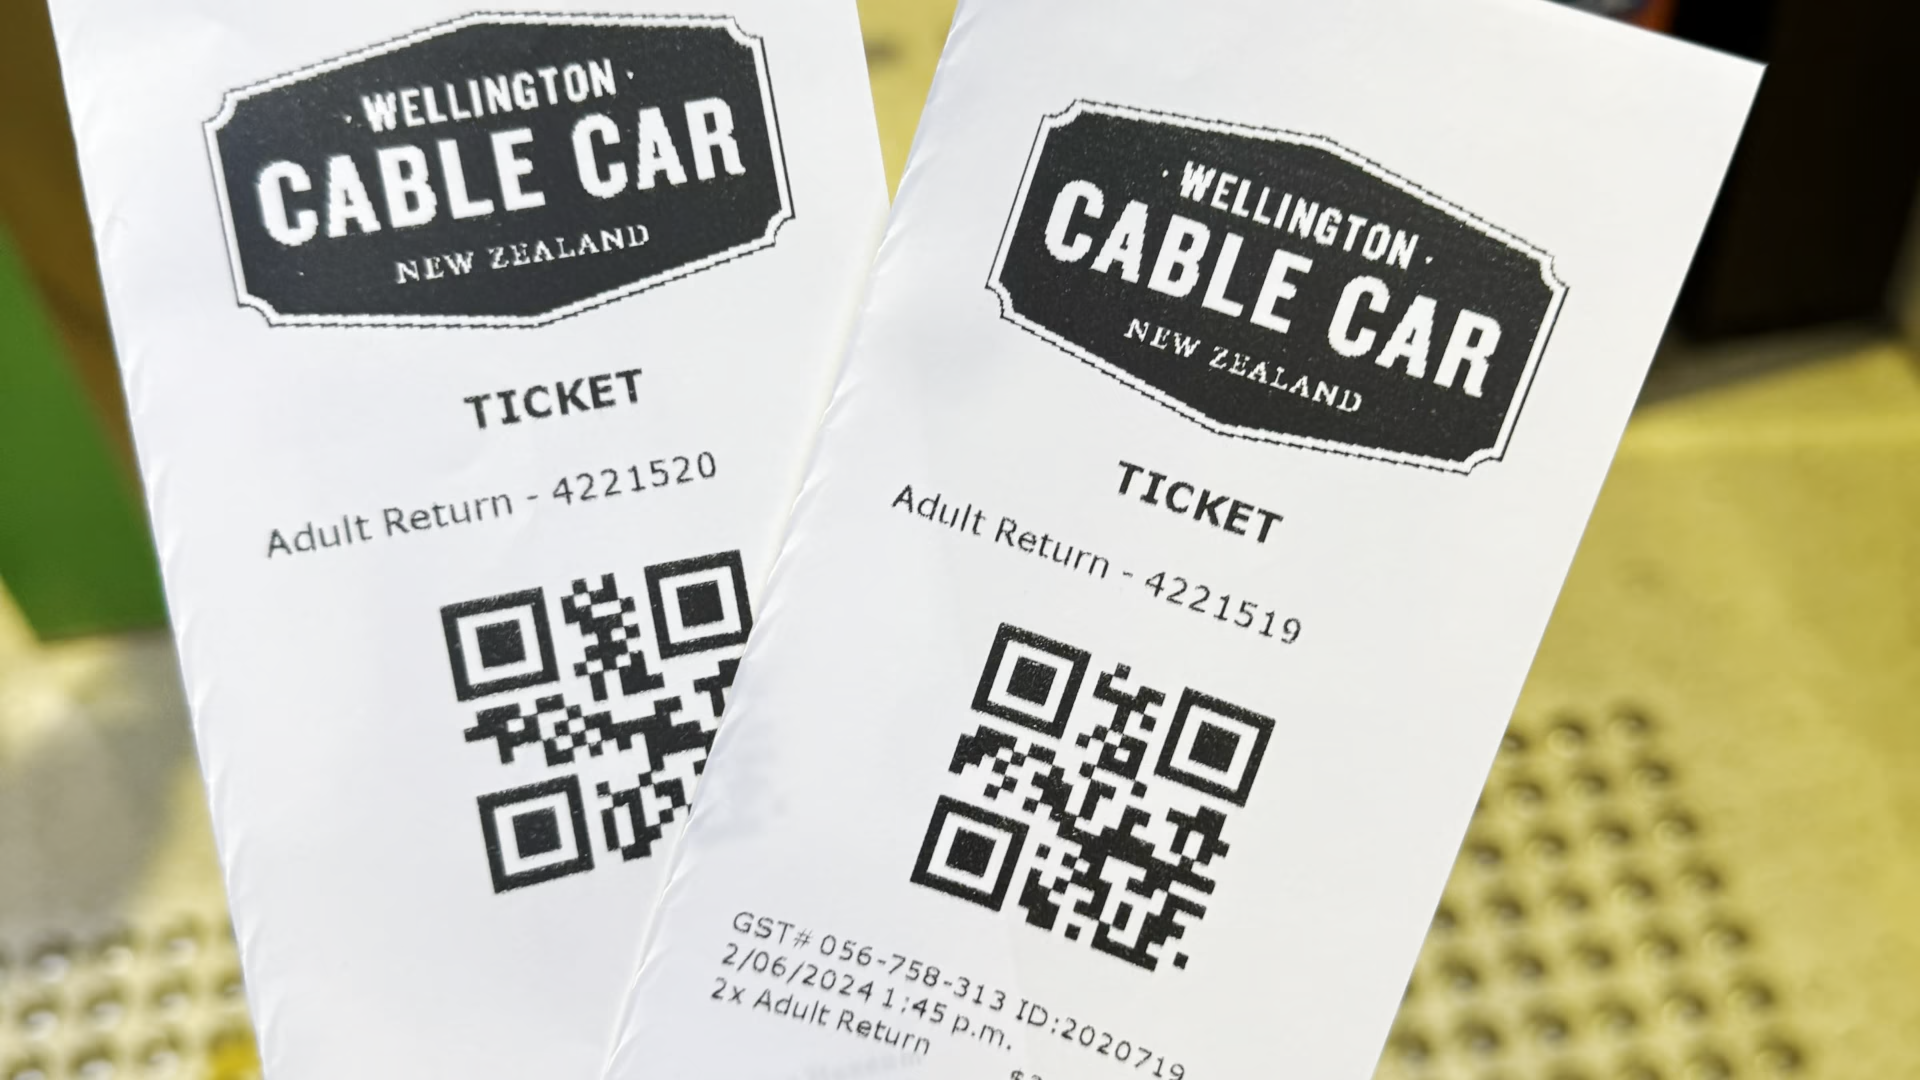 WELLINGTON
CABLE CAR
NEW ZEALAND
TICKET
Adult Return - 4221520
WELLINGTON
CABLE CAR
NEW ZEALAND
TICKET
Adult Return - 4221519
GST# 056-758-313 ID:2020719
2/06/2024 1:45 p.m.
2x Adult Return